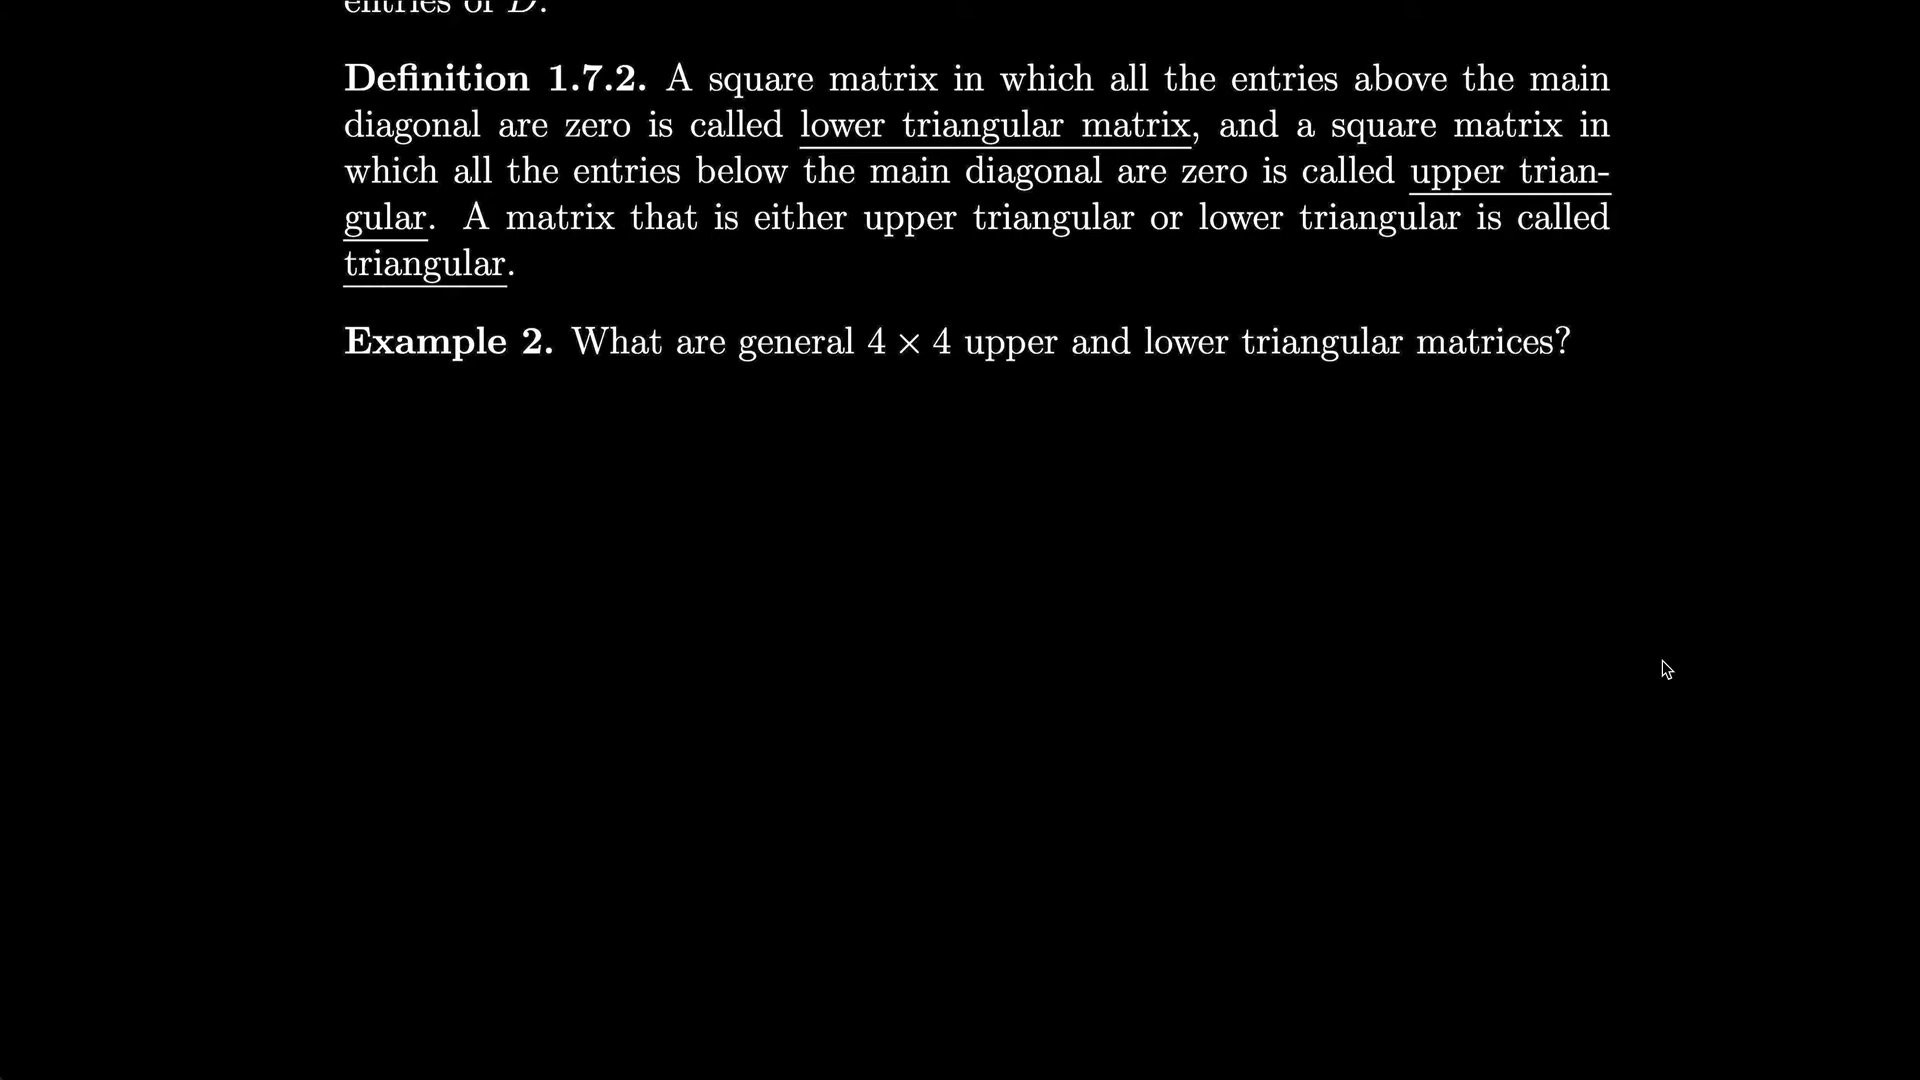 entries of D.
Definition 1.7.2. A square matrix in which all the entries above the main
diagonal are zero is called lower triangular matrix, and a square matrix in
which all the entries below the main diagonal are zero is called upper trian-
gular. A matrix that is either upper triangular or lower triangular is called
triangular.
Example 2. What are general 4 × 4 upper and lower triangular matrices?